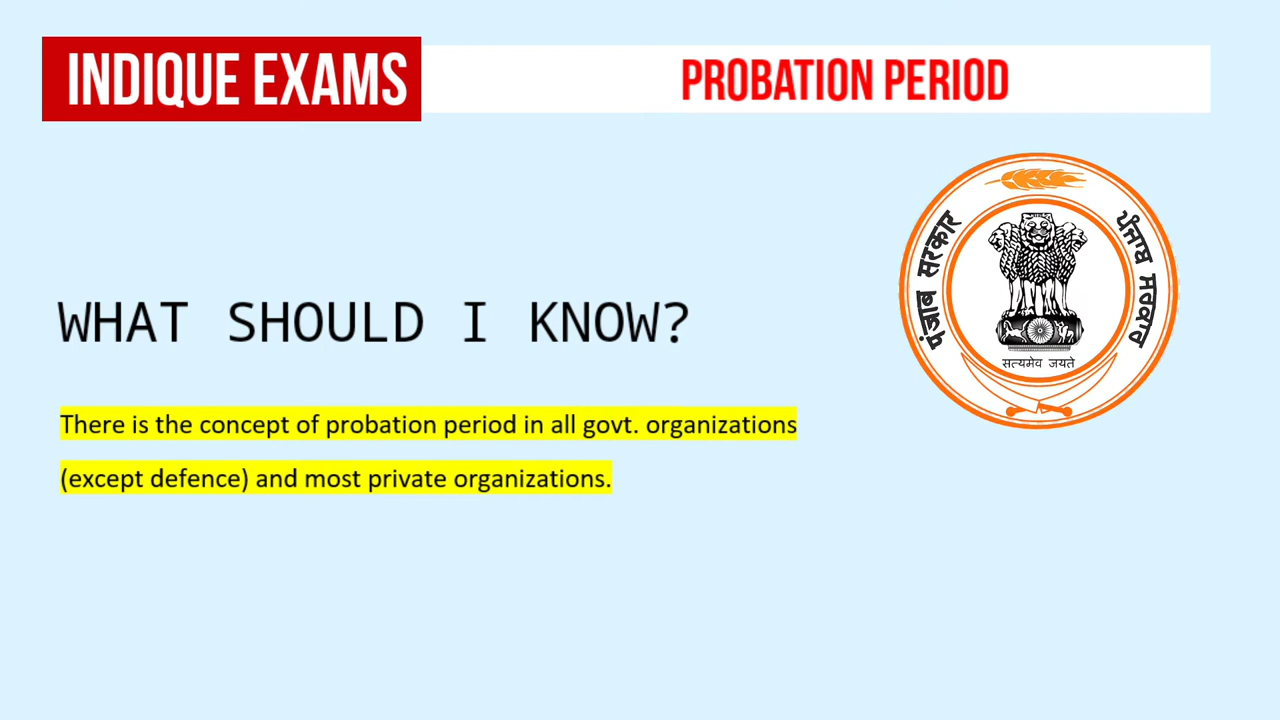 INDIQUE EXAMS
PROBATION PERIOD
पंजाब सरकार
ਪੰਜਾਬ ਸਰਕਾਰ
सत्यमेव जयते
WHAT SHOULD I KNOW?
There is the concept of probation period in all govt. organizations
(except defence) and most private organizations.